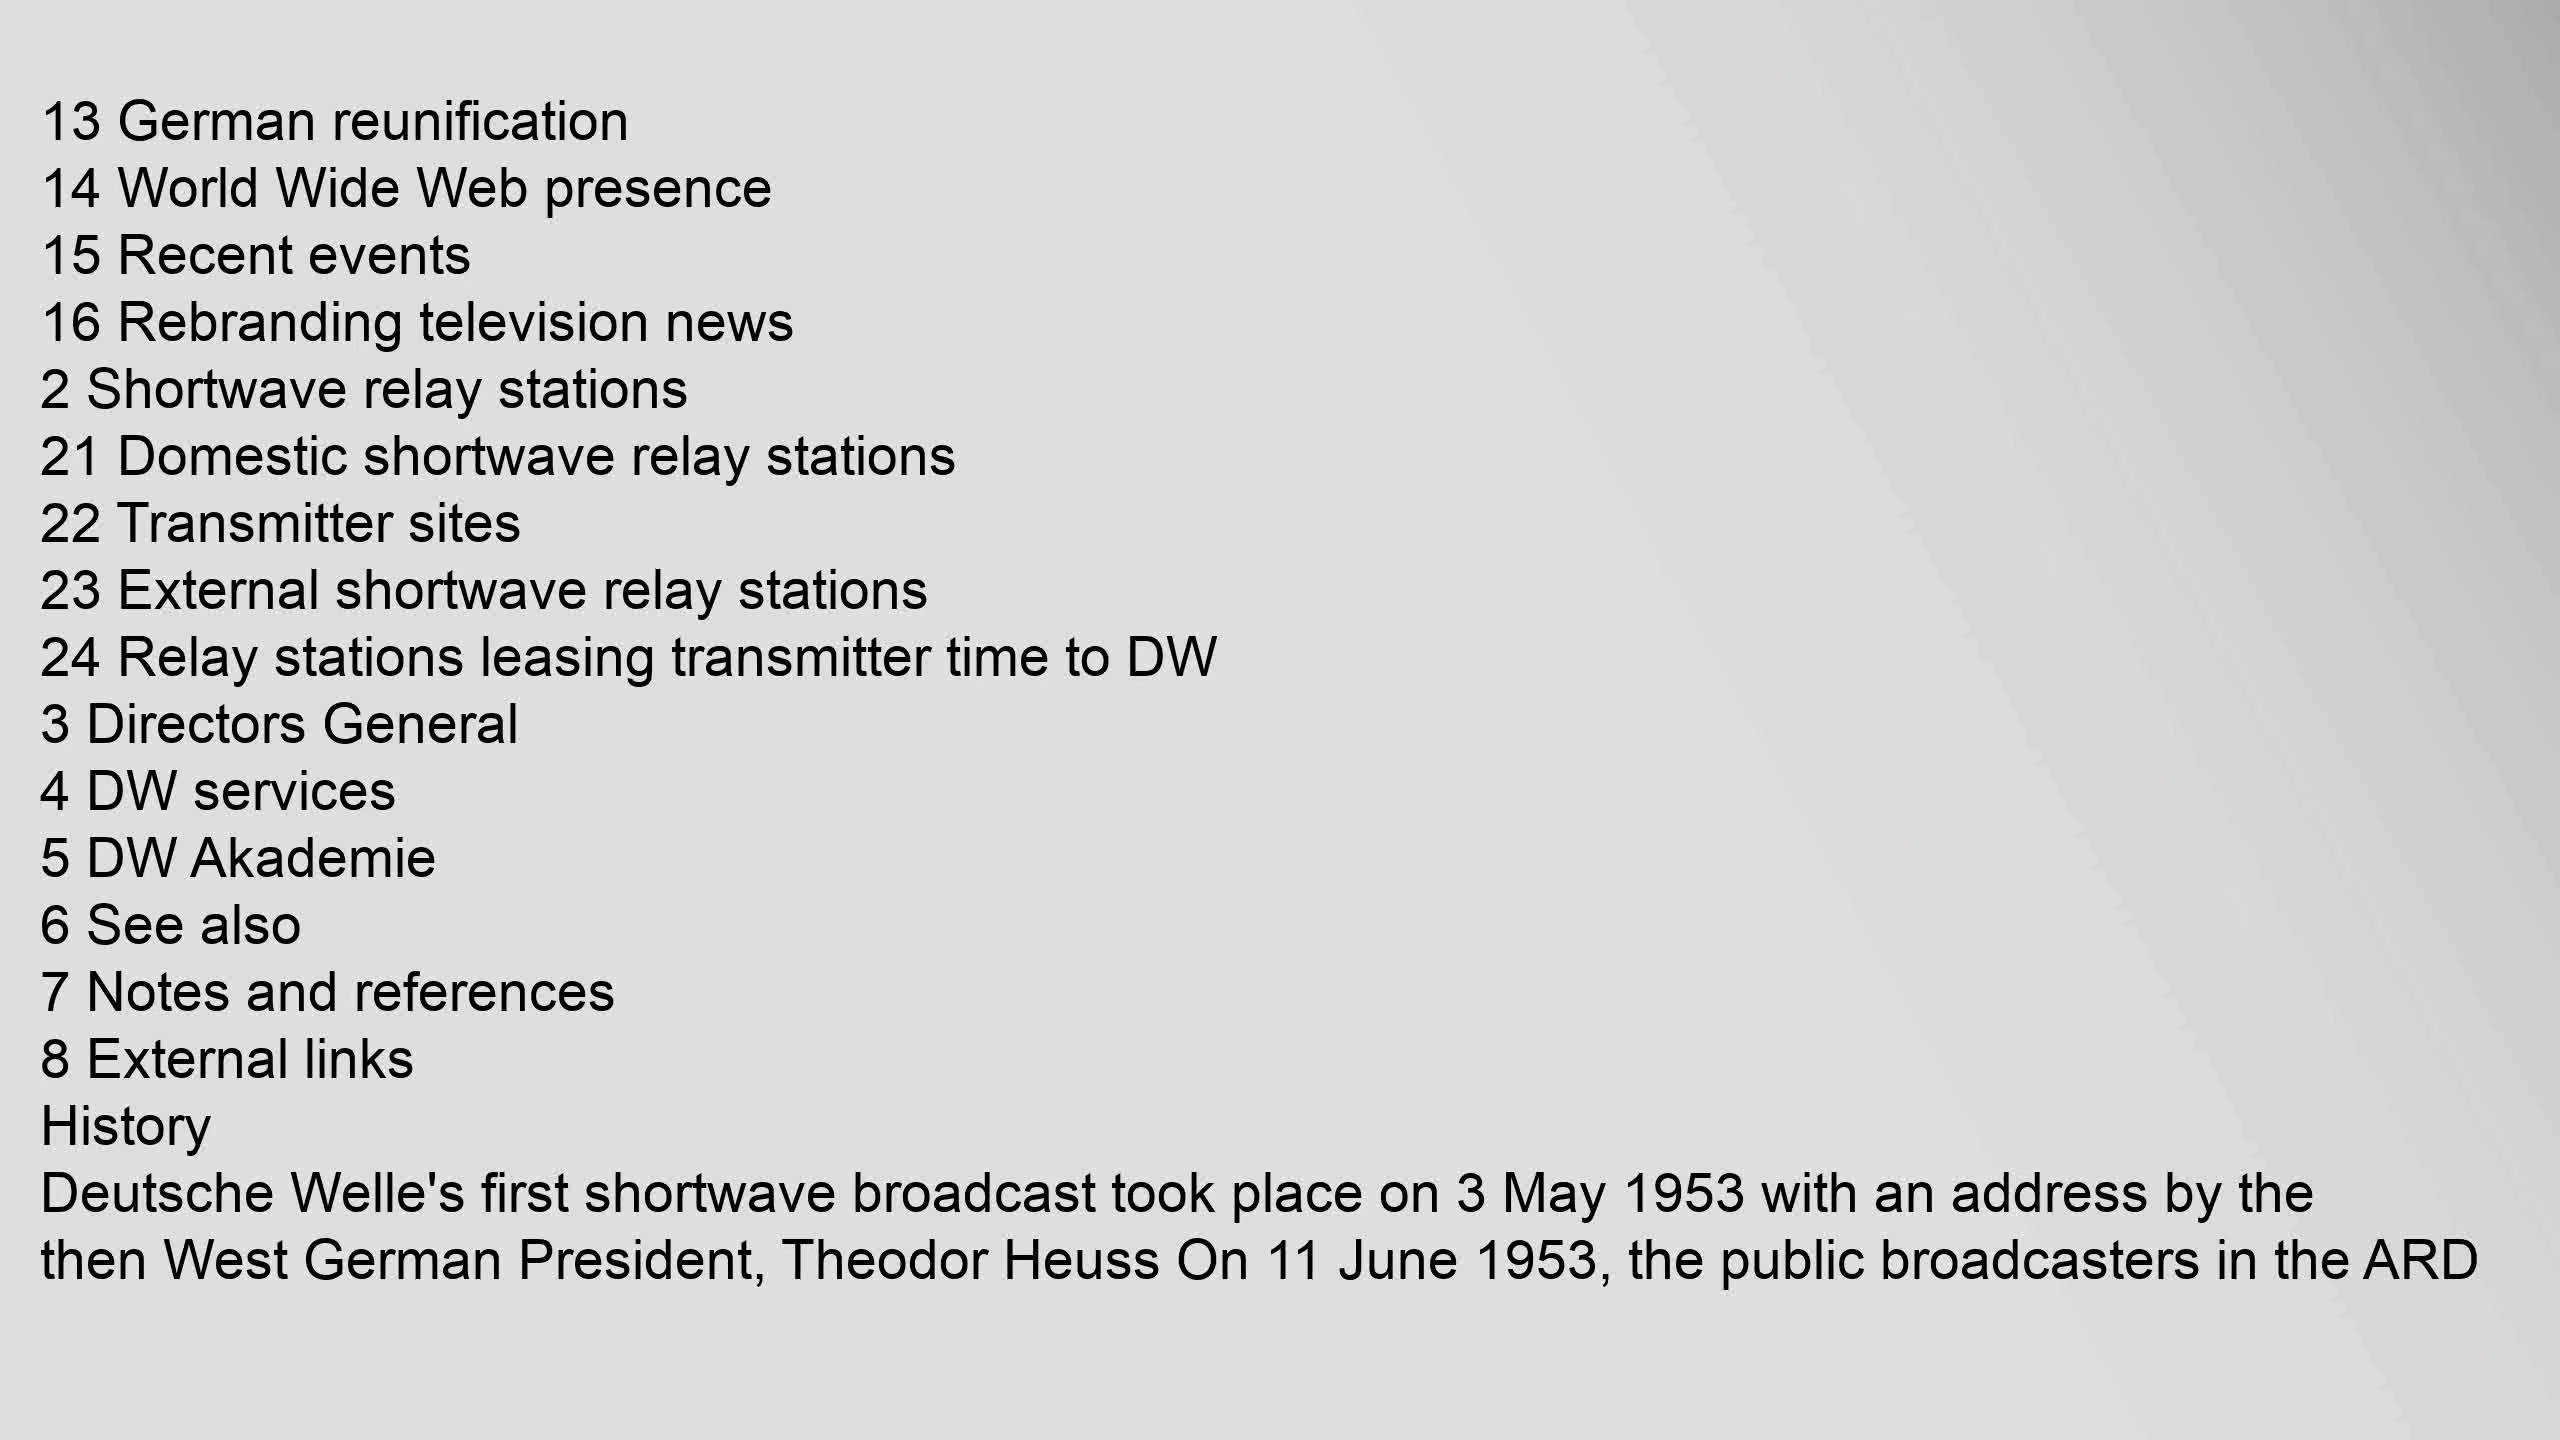 13 German reunification
14 World Wide Web presence
15 Recent events
16 Rebranding television news
2 Shortwave relay stations
21 Domestic shortwave relay stations
22 Transmitter sites
23 External shortwave relay stations
24 Relay stations leasing transmitter time to DW
3 Directors General
4 DW services
5 DW Akademie
6 See also
7 Notes and references
8 External links
History
Deutsche Welle's first shortwave broadcast took place on 3 May 1953 with an address by the
then West German President, Theodor Heuss On 11 June 1953, the public broadcasters in the ARD